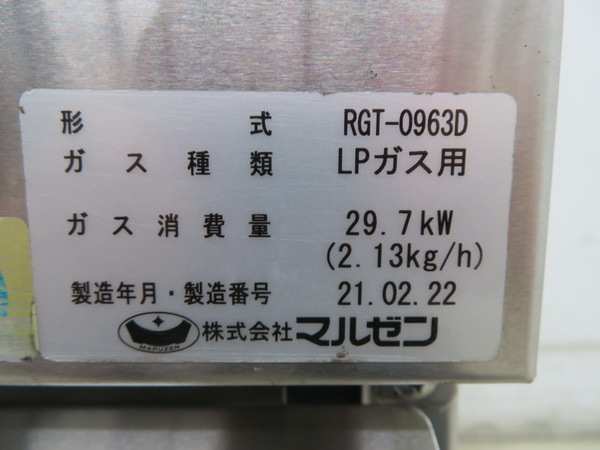 形式 RGT-0963D
ガス種類 LPガス用
ガス消費量 29.7kW
(2.13kg/h)
製造年月・製造番号 21.02.22
MARUZEN 株式会社マルゼン